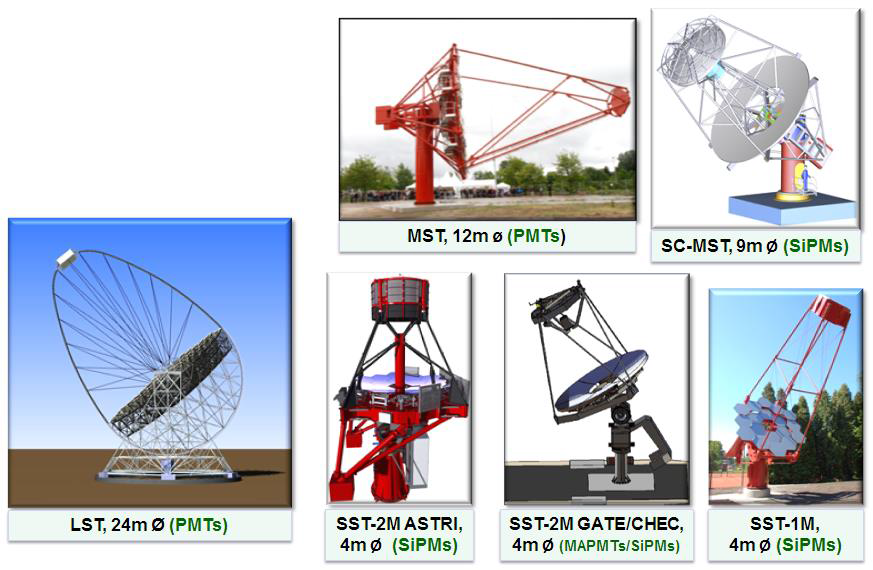 MST, 12m ø (PMTs)
SC-MST, 9m Ø (SiPMs)
LST, 24m Ø (PMTs)
SST-2M ASTRI,
4m Ø (SiPMs)
SST-2M GATE/CHEC,
4m Ø (MAPMTs/SiPMs)
SST-1M,
4m Ø (SiPMs)